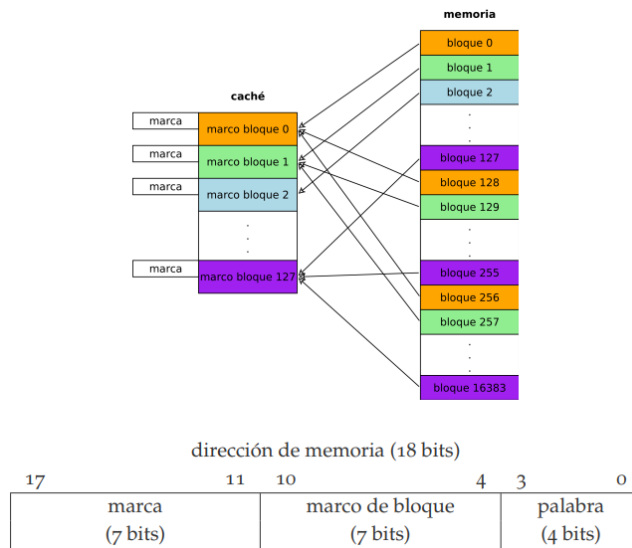 memoria
bloque 0
bloque 1
bloque 2
caché
marca
marco bloque 0
marca
marco bloque 1
marca
marco bloque 2
.
.
.
.
bloque 127
bloque 128
bloque 129
.
.
.
.
.
.
.
marca
marco bloque 127
bloque 255
bloque 256
bloque 257
.
.
.
.
bloque 16383
dirección de memoria (18 bits)
17 11 10 4 3 0
marca marco de bloque palabra
(7 bits) (7 bits) (4 bits)